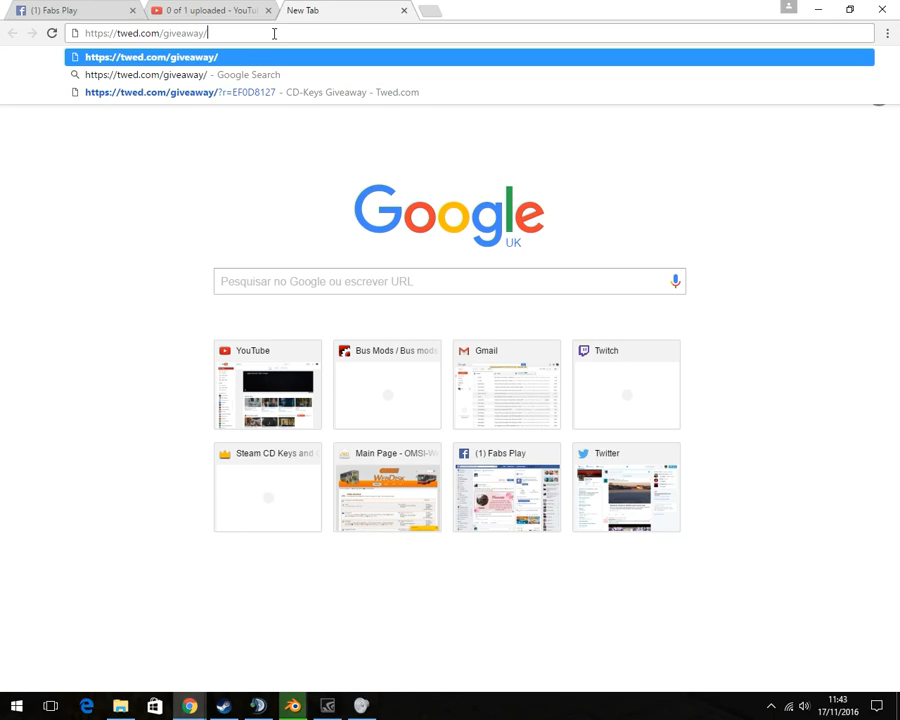 (1) Fabs Play
0 of 1 uploaded - YouTu
New Tab
https://twed.com/giveaway/
https://twed.com/giveaway/
https://twed.com/giveaway/ - Google Search
https://twed.com/giveaway/?r=EF0D8127 - CD-Keys Giveaway - Twed.com
Google
UK
Pesquisar no Google ou escrever URL
YouTube
Bus Mods / Bus mods
Gmail
Twitch
Steam CD Keys and
Main Page - OMSI-W
(1) Fabs Play
Twitter
11:43
17/11/2016